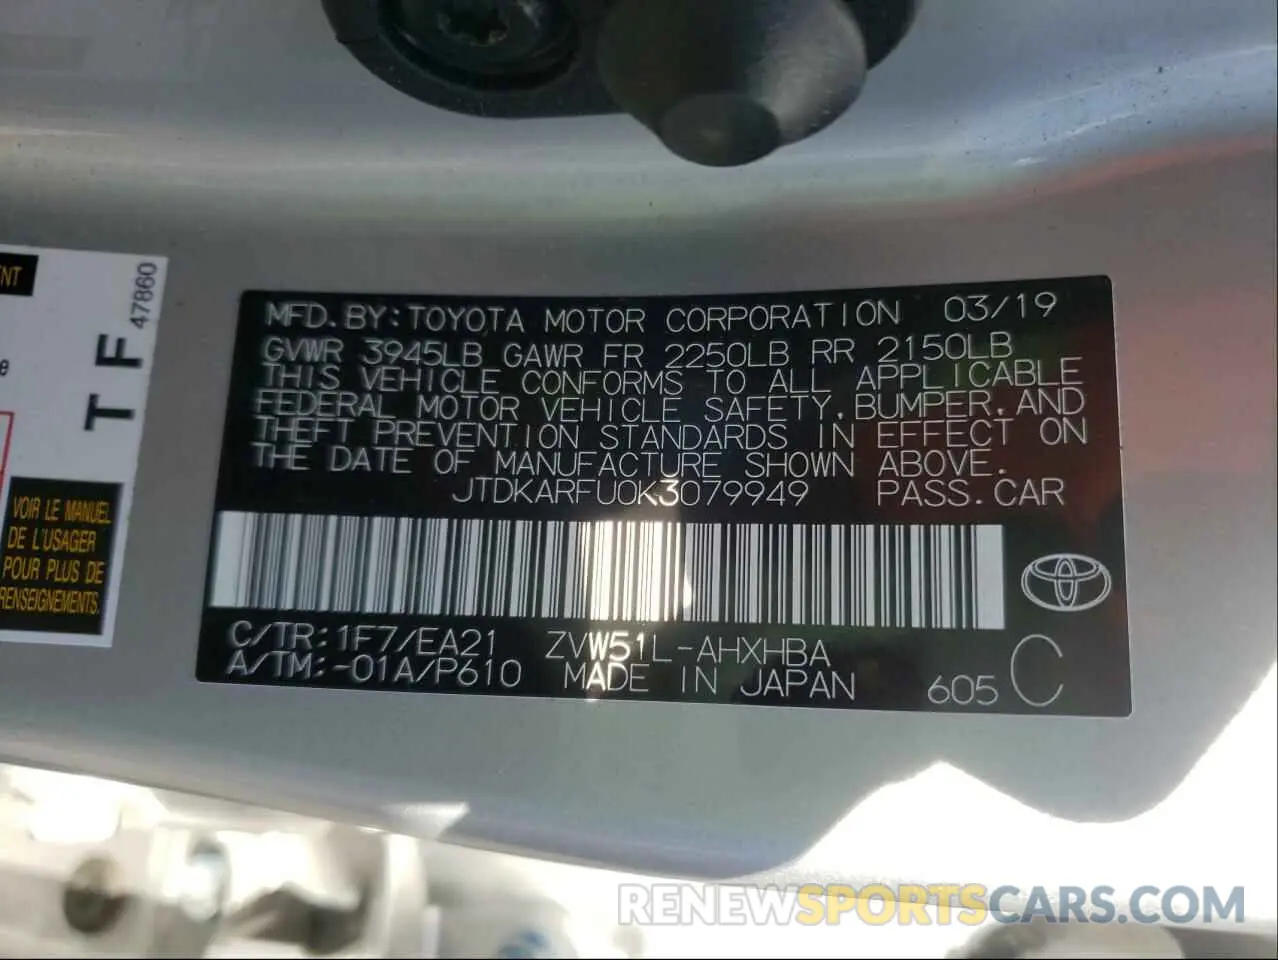 NT
47860
T F
VOIR LE MANUEL
DE L'USAGER
POUR PLUS DE
RENSEIGNEMENTS.
MFD. BY: TOYOTA MOTOR CORPORATION 03/19
GVWR 3945LB GAWR FR 2250LB RR 2150LB
THIS VEHICLE CONFORMS TO ALL APPLICABLE
FEDERAL MOTOR VEHICLE SAFETY, BUMPER, AND
THEFT PREVENTION STANDARDS IN EFFECT ON
THE DATE OF MANUFACTURE SHOWN ABOVE.
JTDKARFU0K3079949 PASS. CAR
C/TR: 1F7/EA21 ZVW51L-AHXHBA
A/TM: -01A/P610 MADE IN JAPAN 605 C
RENEWSPORTSCARS.COM